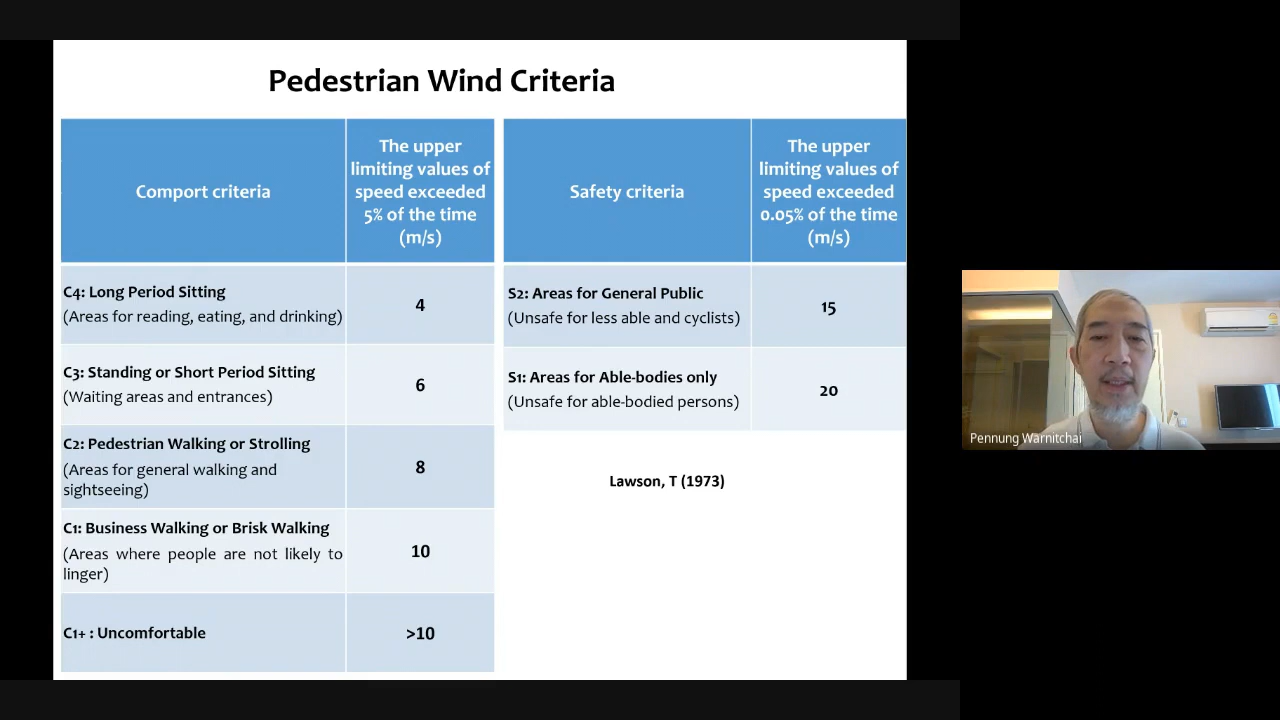 Pedestrian Wind Criteria
Comport criteria
The upper
limiting values of
speed exceeded
5% of the time
(m/s)
C4: Long Period Sitting
(Areas for reading, eating, and drinking)
4
C3: Standing or Short Period Sitting
(Waiting areas and entrances)
6
C2: Pedestrian Walking or Strolling
(Areas for general walking and
sightseeing)
8
C1: Business Walking or Brisk Walking
(Areas where people are not likely to
linger)
10
C1+ : Uncomfortable
>10
Safety criteria
The upper
limiting values of
speed exceeded
0.05% of the time
(m/s)
S2: Areas for General Public
(Unsafe for less able and cyclists)
15
S1: Areas for Able-bodies only
(Unsafe for able-bodied persons)
20
Lawson, T (1973)
Pennung Warnitchai